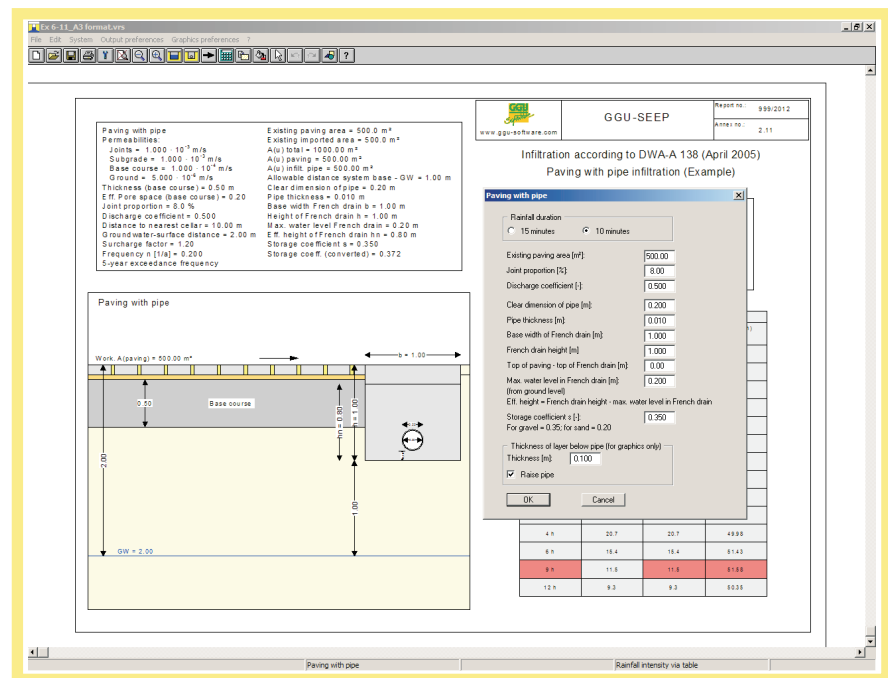 Ex 6-11_A3 format.vrs
File Edit System Output preferences Graphics preferences ?
GGU
Software
www.ggu-software.com
GGU-SEEP
Report no.: 999/2012
Annex no.: 2.11
Paving with pipe
Permeabilities:
Joints = 1.000 · 10⁻³ m/s
Base course = 1.000 · 10⁻⁴ m/s
Thickness (base course) = 0.50 m
Eff. Pore space (base course) = 0.20
Joint proportion = 8.0 %
Discharge coefficient = 0.500
Distance to nearest cellar = 10.00 m
Groundwater-surface distance = 2.00 m
Surcharge factor = 1.20
Frequency n [1/a] = 0.200
5-year exceedance frequency
Existing paving area = 500.0 m²
Existing imported area = 500.0 m²
A(u) total = 1000.00 m²
A(u) paving = 500.00 m²
A(u) infilt. pipe = 500.00 m²
Allowable distance system base - GW = 1.00 m
Clear dimension of pipe = 0.20 m
Pipe thickness = 0.010 m
Base width French drain b = 1.00 m
Height of French drain h = 1.00 m
Max. water level French drain = 0.20 m
Eff. height of French drain hn = 0.80 m
Storage coefficient s = 0.350
Storage coeff. (converted) = 0.372
Infiltration according to DWA-A 138 (April 2005)
Paving with pipe infiltration (Example)
Paving with pipe
Rainfall duration
15 minutes
10 minutes
Existing paving area [m²]: 500.00
Joint proportion [%]: 8.00
Discharge coefficient [-]: 0.500
Clear dimension of pipe [m]: 0.200
Pipe thickness [m]: 0.010
Base width of French drain [m]: 1.000
French drain height [m] 1.000
Top of paving - top of French drain [m]: 0.00
Max. water level in French drain [m]: 0.200
(from ground level)
Eff. height = French drain height - max. water level in French drain
Storage coefficient s [-]: 0.350
For gravel = 0.35; for sand = 0.20
Thickness of layer below pipe (for graphics only)
Thickness [m]: 0.100
Raise pipe
OK Cancel
Paving with pipe
Work. A(paving) = 500.00 m²
b = 1.00
0.50
Base course
hn = 0.80
h = 1.00
2.00
1.00
GW = 2.00
4 h 20.7 20.7 49.98
6 h 15.4 15.4 51.43
9 h 11.5 11.5 51.58
12 h 9.3 9.3 50.35
Paving with pipe
Rainfall intensity via table